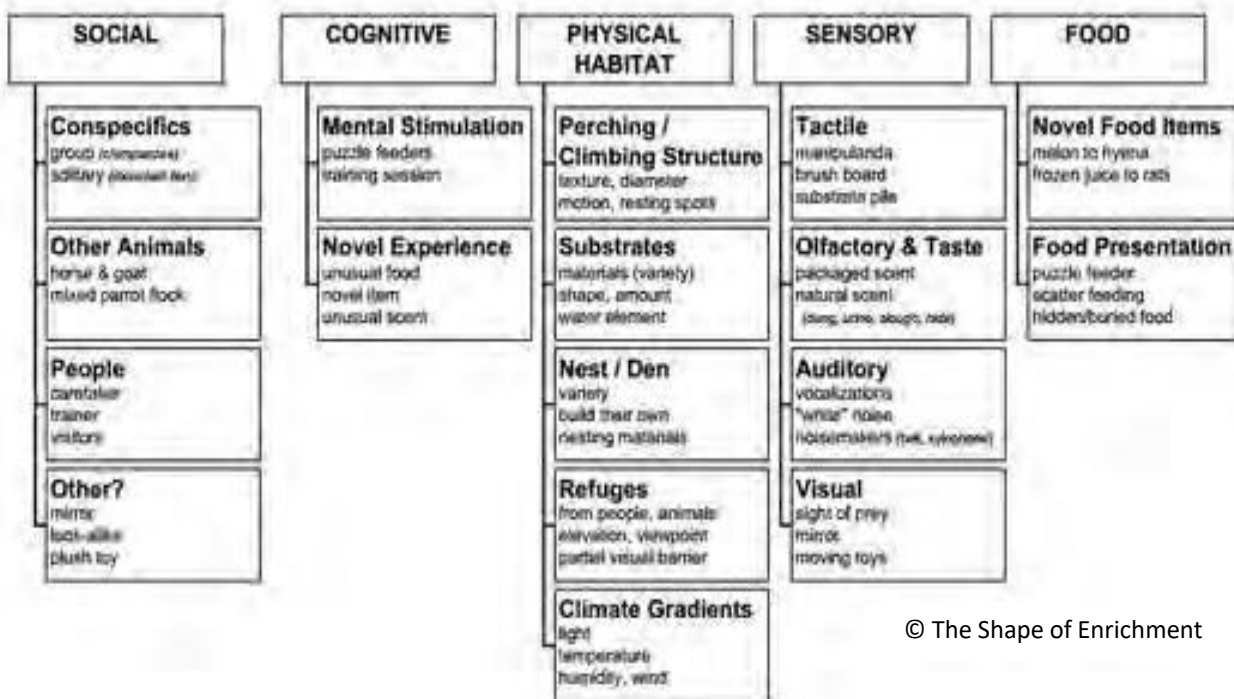 SOCIAL
Conspecifics
group
solitary
Other Animals
horse & goat
mixed parrot flock
People
caretaker
trainer
visitors
Other?
mirror
look-alike
plush toy
COGNITIVE
Mental Stimulation
puzzle feeders
training session
Novel Experience
unusual food
novel item
unusual scent
PHYSICAL
HABITAT
Perching /
Climbing Structure
texture, diameter
motion, resting spots
Substrates
materials (variety)
shape, amount
water element
Nest / Den
variety
build their own
nesting materials
Refuges
from people, animals
elevation, viewpoint
partial visual barrier
Climate Gradients
light
temperature
humidity, wind
SENSORY
Tactile
manipulanda
brush board
substrate pile
Olfactory & Taste
packaged scent
natural scent
Auditory
vocalizations
"white" noise
noisemakers
Visual
sight of prey
mirror
moving toys
FOOD
Novel Food Items
melon to hyena
frozen juice to rats
Food Presentation
puzzle feeder
scatter feeding
hidden/buried food
© The Shape of Enrichment